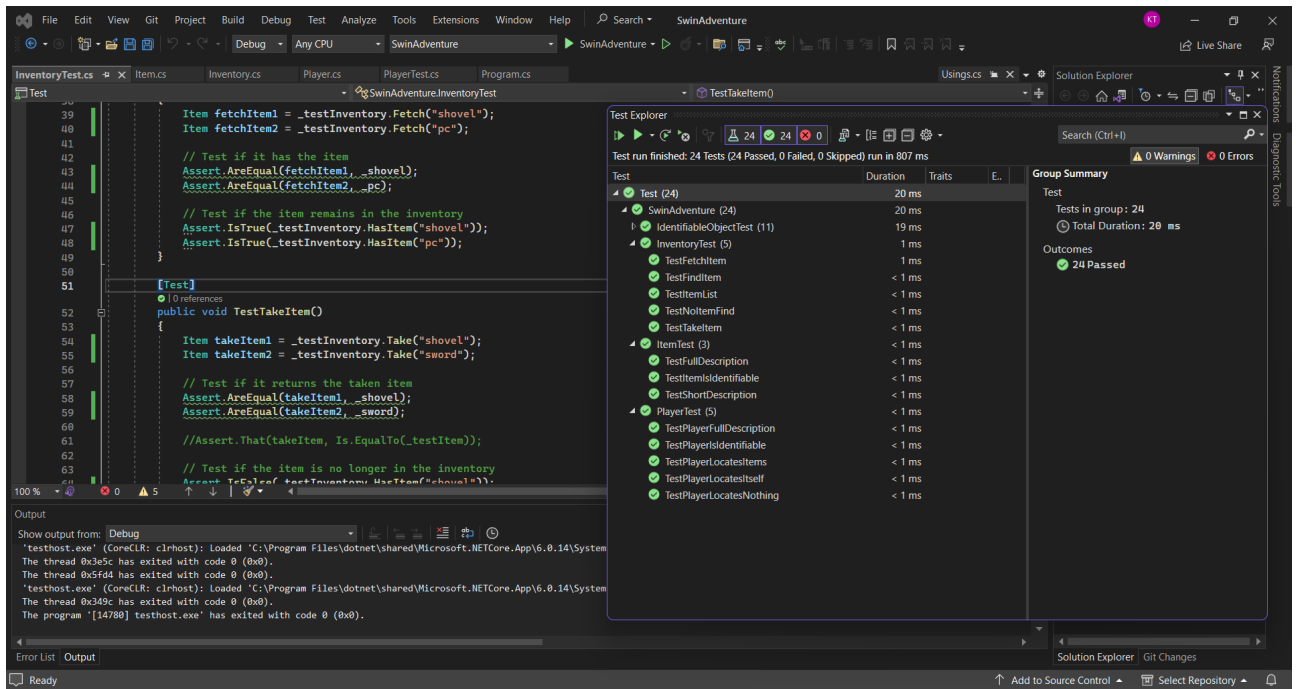 File Edit View Git Project Build Debug Test Analyze Tools Extensions Window Help Search SwinAdventure KT
Debug Any CPU SwinAdventure SwinAdventure Live Share
InventoryTest.cs Item.cs Inventory.cs Player.cs PlayerTest.cs Program.cs Usings.cs
Test SwinAdventure.InventoryTest TestTakeItem()
39 Item fetchItem1 = _testInventory.Fetch("shovel");
40 Item fetchItem2 = _testInventory.Fetch("pc");
41
42 // Test if it has the item
43 Assert.AreEqual(fetchItem1, _shovel);
44 Assert.AreEqual(fetchItem2, _pc);
45
46 // Test if the item remains in the inventory
47 Assert.IsTrue(_testInventory.HasItem("shovel"));
48 Assert.IsTrue(_testInventory.HasItem("pc"));
49 }
50
51 [Test]
0 references
52 public void TestTakeItem()
53 {
54 Item takeItem1 = _testInventory.Take("shovel");
55 Item takeItem2 = _testInventory.Take("sword");
56
57 // Test if it returns the taken item
58 Assert.AreEqual(takeItem1, _shovel);
59 Assert.AreEqual(takeItem2, _sword);
60
61 //Assert.That(takeItem, Is.EqualTo(_testItem));
62
63 // Test if the item is no longer in the inventory
64 Assert.IsFalse(_testInventory.HasItem("shovel"));
100 % 0 5
Output
Show output from: Debug
'testhost.exe' (CoreCLR: clrhost): Loaded 'C:\Program Files\dotnet\shared\Microsoft.NETCore.App\6.0.14\System
The thread 0x3e5c has exited with code 0 (0x0).
The thread 0x5fd4 has exited with code 0 (0x0).
'testhost.exe' (CoreCLR: clrhost): Loaded 'C:\Program Files\dotnet\shared\Microsoft.NETCore.App\6.0.14\System
The thread 0x349c has exited with code 0 (0x0).
The program '[14780] testhost.exe' has exited with code 0 (0x0).
Error List Output
Test Explorer
24 24 0 Search (Ctrl+I)
Test run finished: 24 Tests (24 Passed, 0 Failed, 0 Skipped) run in 807 ms 0 Warnings 0 Errors
Test Duration Traits E..
Test (24) 20 ms
SwinAdventure (24) 20 ms
IdentifiableObjectTest (11) 19 ms
InventoryTest (5) 1 ms
TestFetchItem 1 ms
TestFindItem < 1 ms
TestItemList < 1 ms
TestNoItemFind < 1 ms
TestTakeItem < 1 ms
ItemTest (3) < 1 ms
TestFullDescription < 1 ms
TestItemIsIdentifiable < 1 ms
TestShortDescription < 1 ms
PlayerTest (5) < 1 ms
TestPlayerFullDescription < 1 ms
TestPlayerIsIdentifiable < 1 ms
TestPlayerLocatesItems < 1 ms
TestPlayerLocatesItself < 1 ms
TestPlayerLocatesNothing < 1 ms
Group Summary
Test
Tests in group: 24
Total Duration: 20 ms
Outcomes
24 Passed
Solution Explorer
Notifications
Diagnostic Tools
Solution Explorer Git Changes
Ready Add to Source Control Select Repository